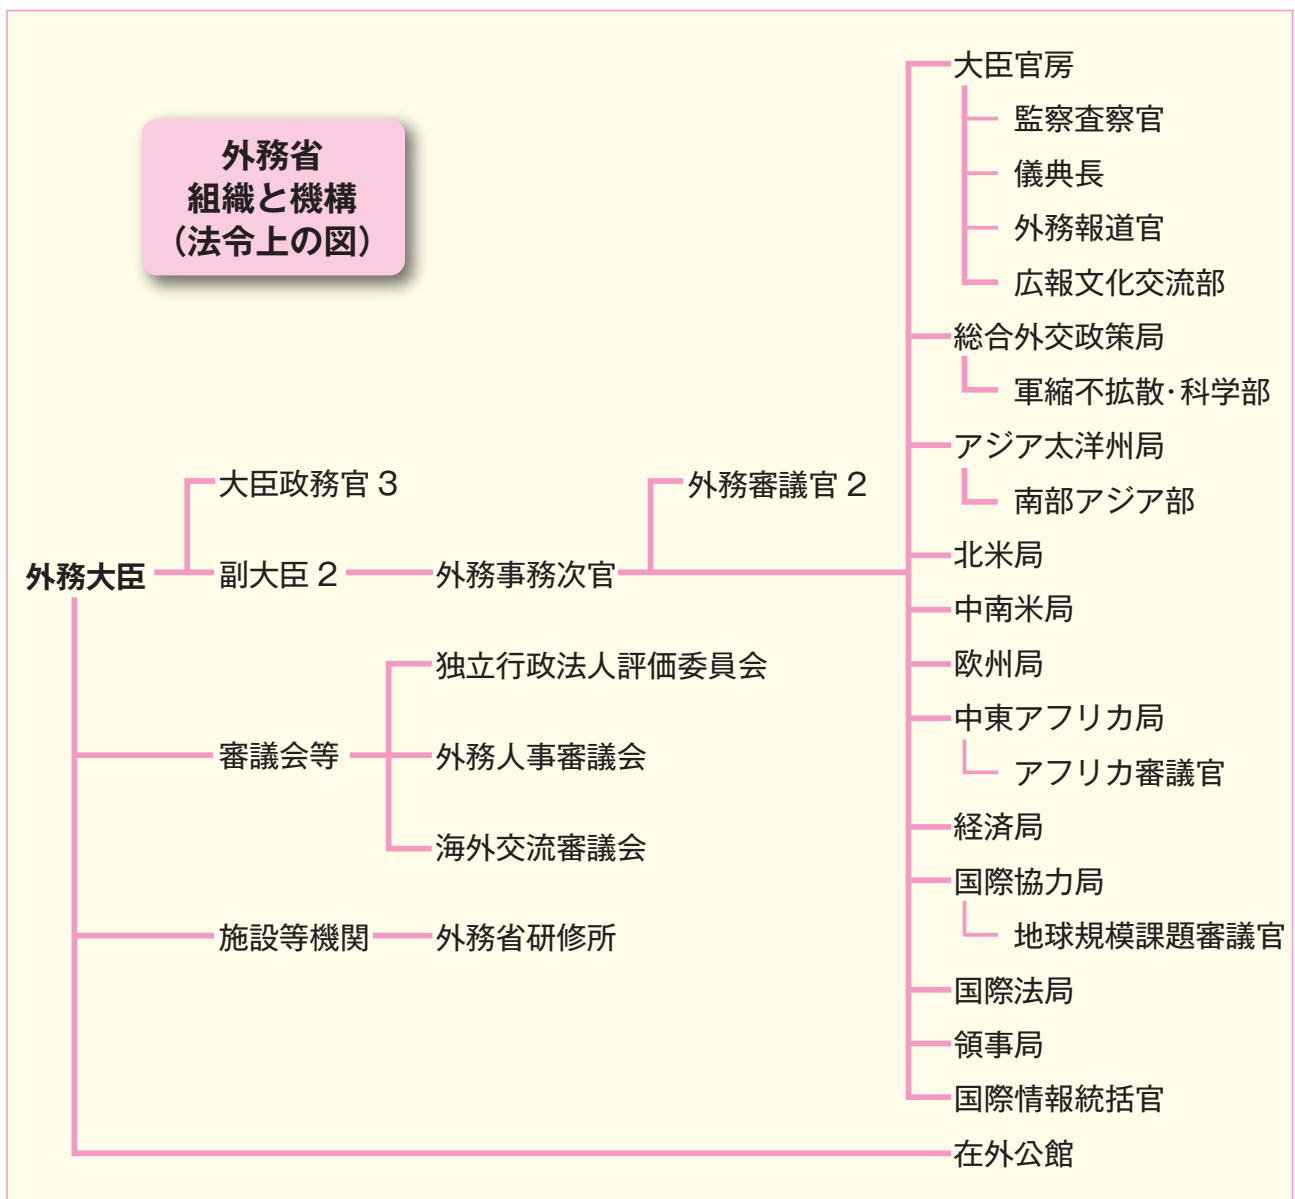 外務省
組織と機構
（法令上の図）
大臣官房
監察査察官
儀典長
外務報道官
広報文化交流部
総合外交政策局
軍縮不拡散・科学部
アジア太洋州局
南部アジア部
北米局
中南米局
欧州局
中東アフリカ局
アフリカ審議官
経済局
国際協力局
地球規模課題審議官
国際法局
領事局
国際情報統括官
在外公館
外務大臣
大臣政務官 3
副大臣 2
外務事務次官
外務審議官 2
審議会等
独立行政法人評価委員会
外務人事審議会
海外交流審議会
施設等機関
外務省研修所